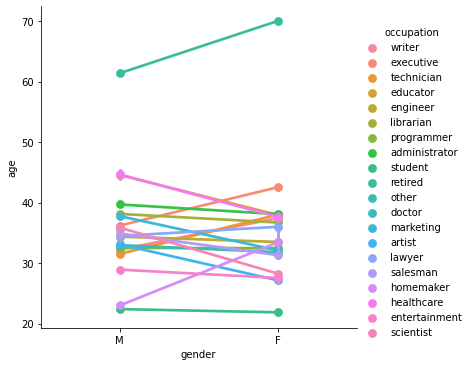 70
60
50
40
30
20
age
M
F
gender
occupation
writer
executive
technician
educator
engineer
librarian
programmer
administrator
student
retired
other
doctor
marketing
artist
lawyer
salesman
homemaker
healthcare
entertainment
scientist